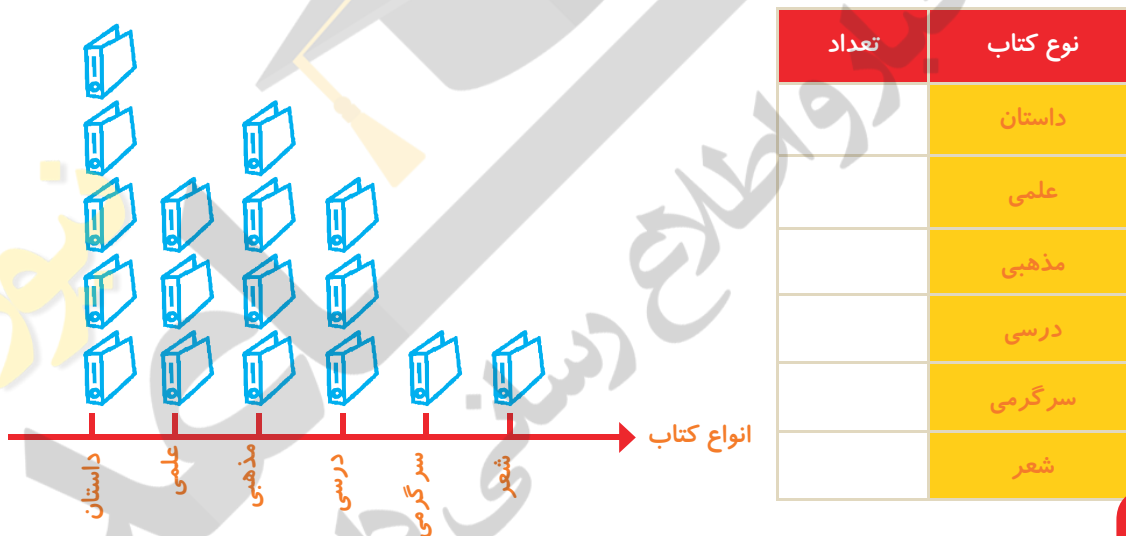 نوع کتاب تعداد
داستان
علمی
مذهبی
درسی
سرگرمی
شعر
انواع کتاب
داستان
علمی
مذهبی
درسی
سرگرمی
شعر